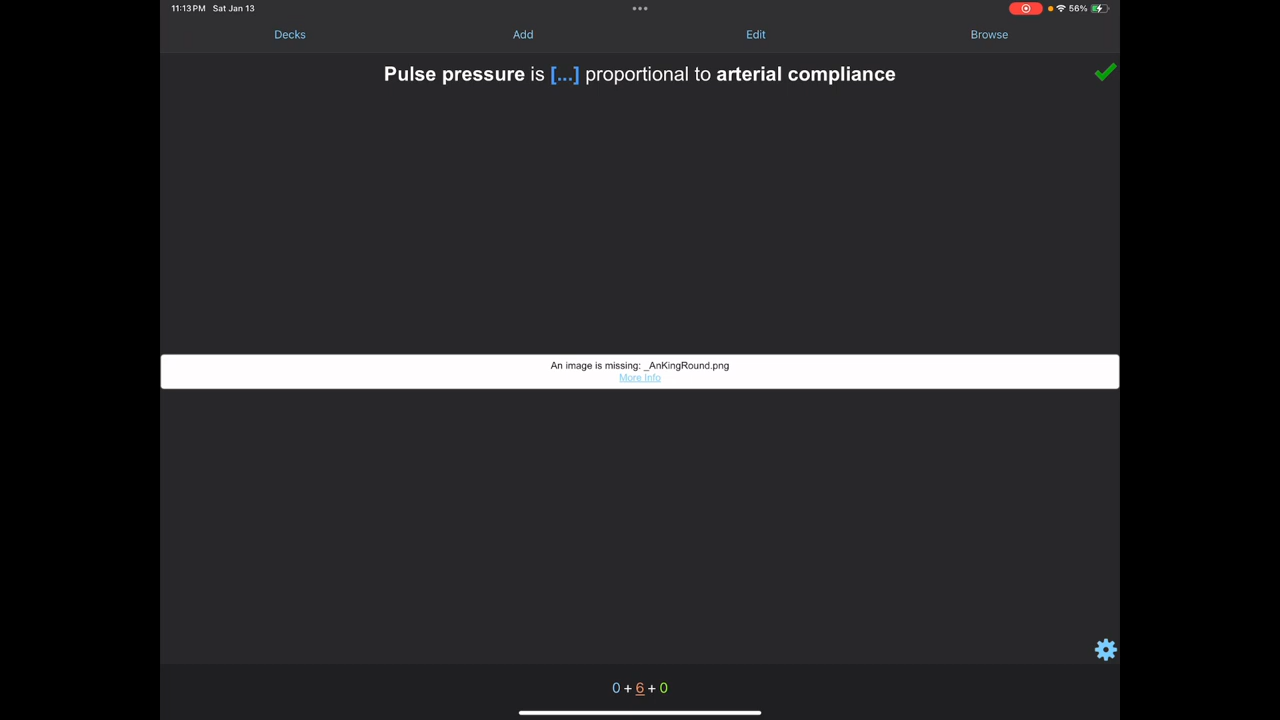 11:13 PM Sat Jan 13
56%
Decks Add Edit Browse
Pulse pressure is [...] proportional to arterial compliance
An image is missing: _AnKingRound.png
More Info
0 + 6 + 0